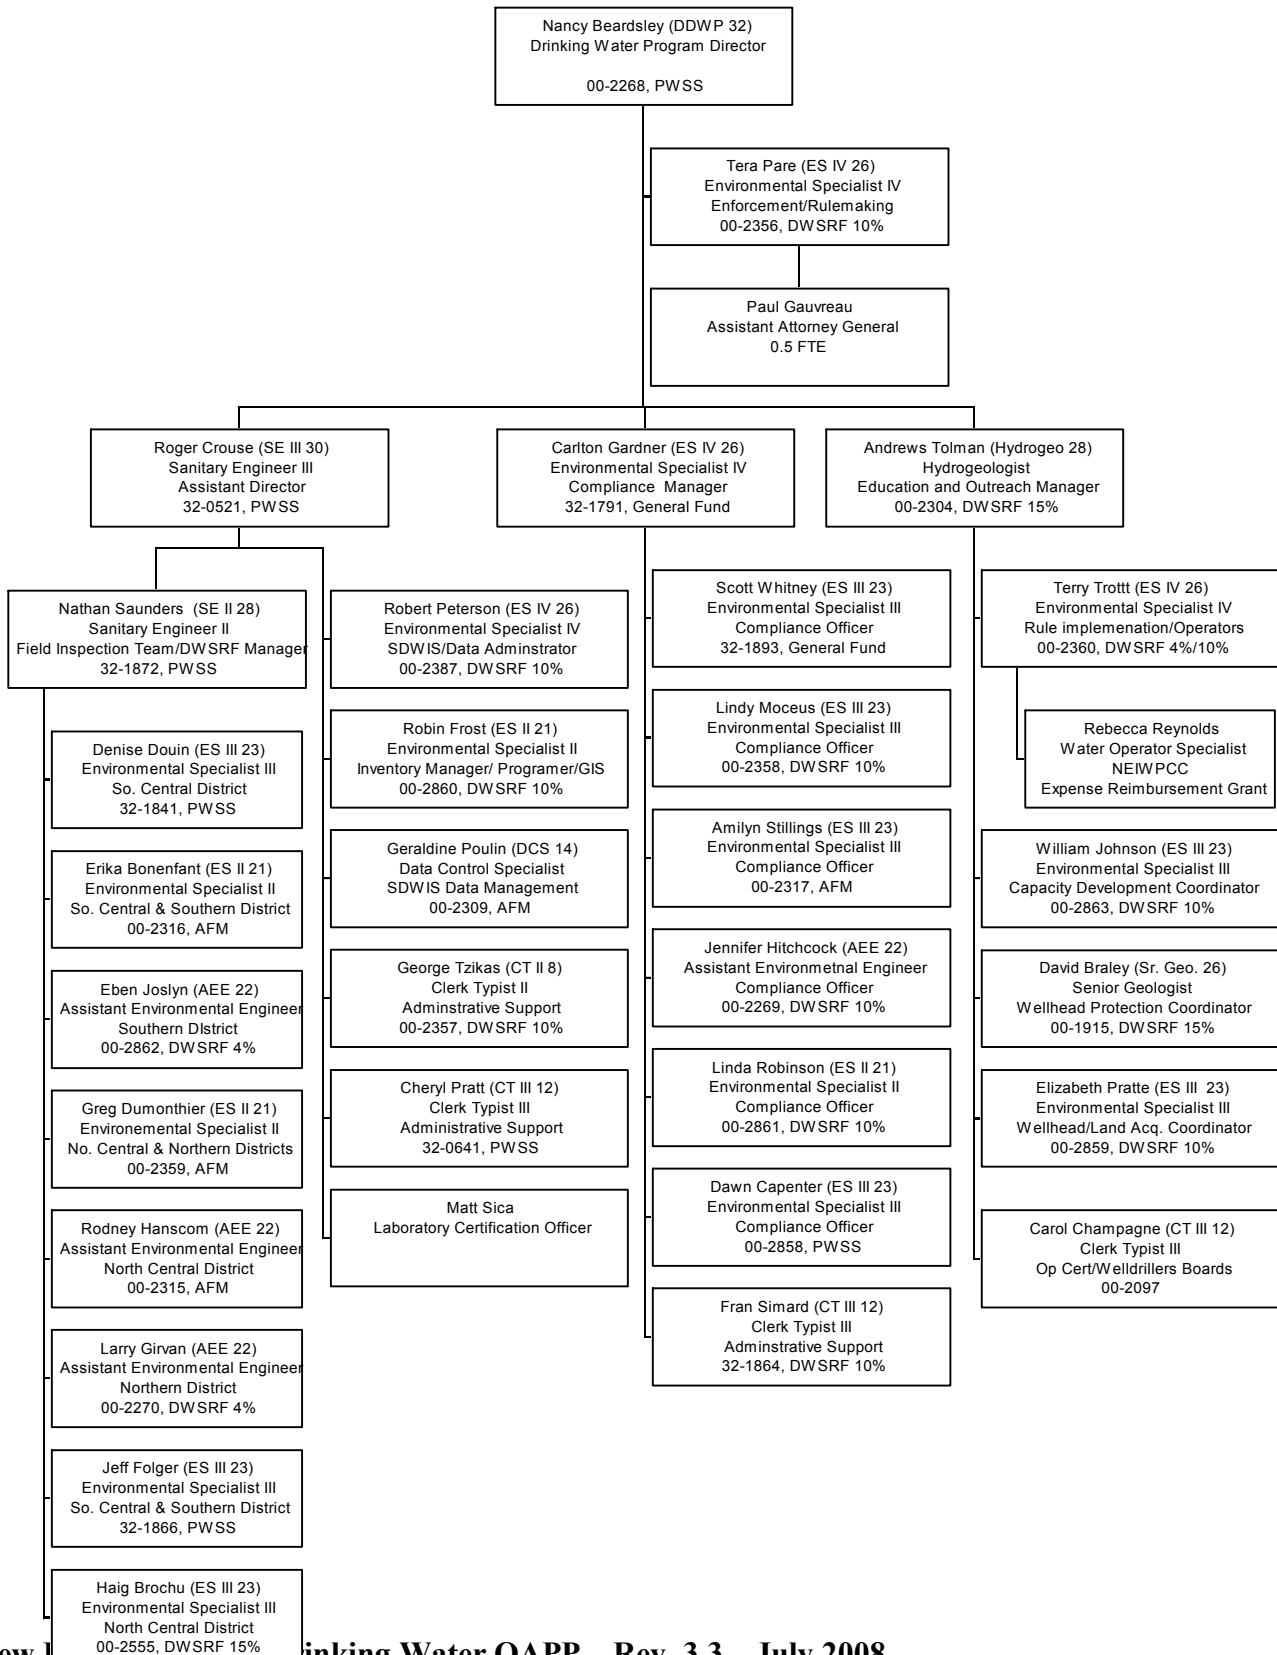 Nancy Beardsley (DDWP 32)
Drinking Water Program Director
00-2268, PWSS
Tera Pare (ES IV 26)
Environmental Specialist IV
Enforcement/Rulemaking
00-2356, DWSRF 10%
Paul Gauvreau
Assistant Attorney General
0.5 FTE
Roger Crouse (SE III 30)
Sanitary Engineer III
Assistant Director
32-0521, PWSS
Carlton Gardner (ES IV 26)
Environmental Specialist IV
Compliance Manager
32-1791, General Fund
Andrews Tolman (Hydrogeo 28)
Hydrogeologist
Education and Outreach Manager
00-2304, DWSRF 15%
Nathan Saunders (SE II 28)
Sanitary Engineer II
Field Inspection Team/DWSRF Manager
32-1872, PWSS
Denise Douin (ES III 23)
Environmental Specialist III
So. Central District
32-1841, PWSS
Erika Bonenfant (ES II 21)
Environmental Specialist II
So. Central & Southern District
00-2316, AFM
Eben Joslyn (AEE 22)
Assistant Environmental Engineer
Southern DIstrict
00-2862, DWSRF 4%
Greg Dumonthier (ES II 21)
Environemental Specialist II
No. Central & Northern Districts
00-2359, AFM
Rodney Hanscom (AEE 22)
Assistant Environmental Engineer
North Central District
00-2315, AFM
Larry Girvan (AEE 22)
Assistant Environmental Engineer
Northern District
00-2270, DWSRF 4%
Jeff Folger (ES III 23)
Environmental Specialist III
So. Central & Southern District
32-1866, PWSS
Haig Brochu (ES III 23)
Environmental Specialist III
North Central District
00-2555, DWSRF 15%
Robert Peterson (ES IV 26)
Environmental Specialist IV
SDWIS/Data Adminstrator
00-2387, DWSRF 10%
Robin Frost (ES II 21)
Environmental Specialist II
Inventory Manager/ Programer/GIS
00-2860, DWSRF 10%
Geraldine Poulin (DCS 14)
Data Control Specialist
SDWIS Data Management
00-2309, AFM
George Tzikas (CT II 8)
Clerk Typist II
Adminstrative Support
00-2357, DWSRF 10%
Cheryl Pratt (CT III 12)
Clerk Typist III
Administrative Support
32-0641, PWSS
Matt Sica
Laboratory Certification Officer
Scott Whitney (ES III 23)
Environmental Specialist III
Compliance Officer
32-1893, General Fund
Lindy Moceus (ES III 23)
Environmental Specialist III
Compliance Officer
00-2358, DWSRF 10%
Amilyn Stillings (ES III 23)
Environmental Specialist III
Compliance Officer
00-2317, AFM
Jennifer Hitchcock (AEE 22)
Assistant Environmetnal Engineer
Compliance Officer
00-2269, DWSRF 10%
Linda Robinson (ES II 21)
Environmental Specialist II
Compliance Officer
00-2861, DWSRF 10%
Dawn Capenter (ES III 23)
Environmental Specialist III
Compliance Officer
00-2858, PWSS
Fran Simard (CT III 12)
Clerk Typist III
Adminstrative Support
32-1864, DWSRF 10%
Terry Trottt (ES IV 26)
Environmental Specialist IV
Rule implemenation/Operators
00-2360, DWSRF 4%/10%
Rebecca Reynolds
Water Operator Specialist
NEIWPCC
Expense Reimbursement Grant
William Johnson (ES III 23)
Environmental Specialist III
Capacity Development Coordinator
00-2863, DWSRF 10%
David Braley (Sr. Geo. 26)
Senior Geologist
Wellhead Protection Coordinator
00-1915, DWSRF 15%
Elizabeth Pratte (ES III 23)
Environmental Specialist III
Wellhead/Land Acq. Coordinator
00-2859, DWSRF 10%
Carol Champagne (CT III 12)
Clerk Typist III
Op Cert/Welldrillers Boards
00-2097
Water QAPP Rev. 3.3 July 2008